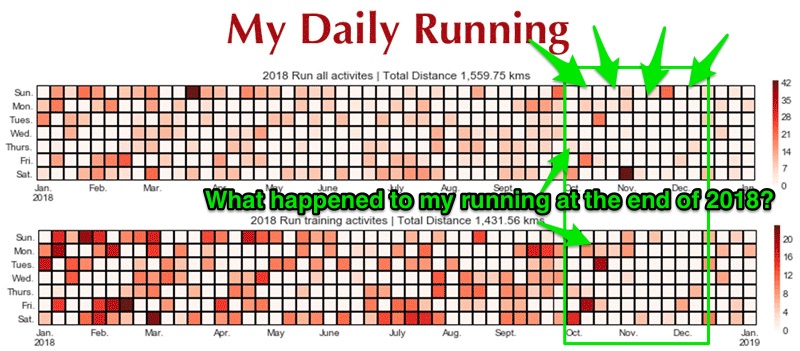 My Daily Running
2018 Run all activites | Total Distance 1,559.75 kms
Sun.
Mon.
Tues.
Wed.
Thurs.
Fri.
Sat.
42
35
28
21
14
7
0
Jan. Feb. Mar. Apr. May June July Aug. Sept. Oct. Nov. Dec. Jan.
2018
What happened to my running at the end of 2018?
2018 Run training activites | Total Distance 1,431.56 kms
Sun.
Mon.
Tues.
Wed.
Thurs.
Fri.
Sat.
20
16
12
8
4
0
Jan. Feb. Mar. Apr. May June July Aug. Sept. Oct. Nov. Dec. Jan.
2018 2019